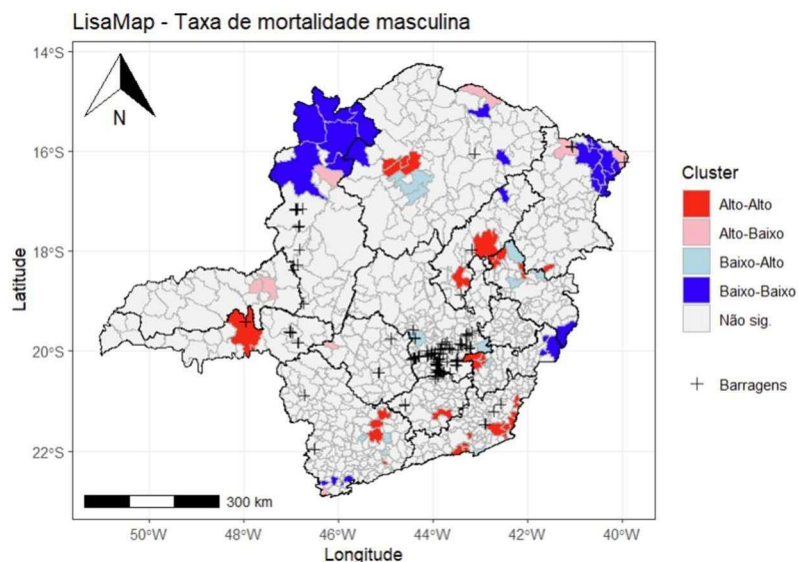 LisaMap - Taxa de mortalidade masculina
14°S
16°S
18°S
20°S
22°S
Latitude
N
300 km
50°W
48°W
46°W
44°W
42°W
40°W
Longitude
Cluster
Alto-Alto
Alto-Baixo
Baixo-Alto
Baixo-Baixo
Não sig.
Barragens